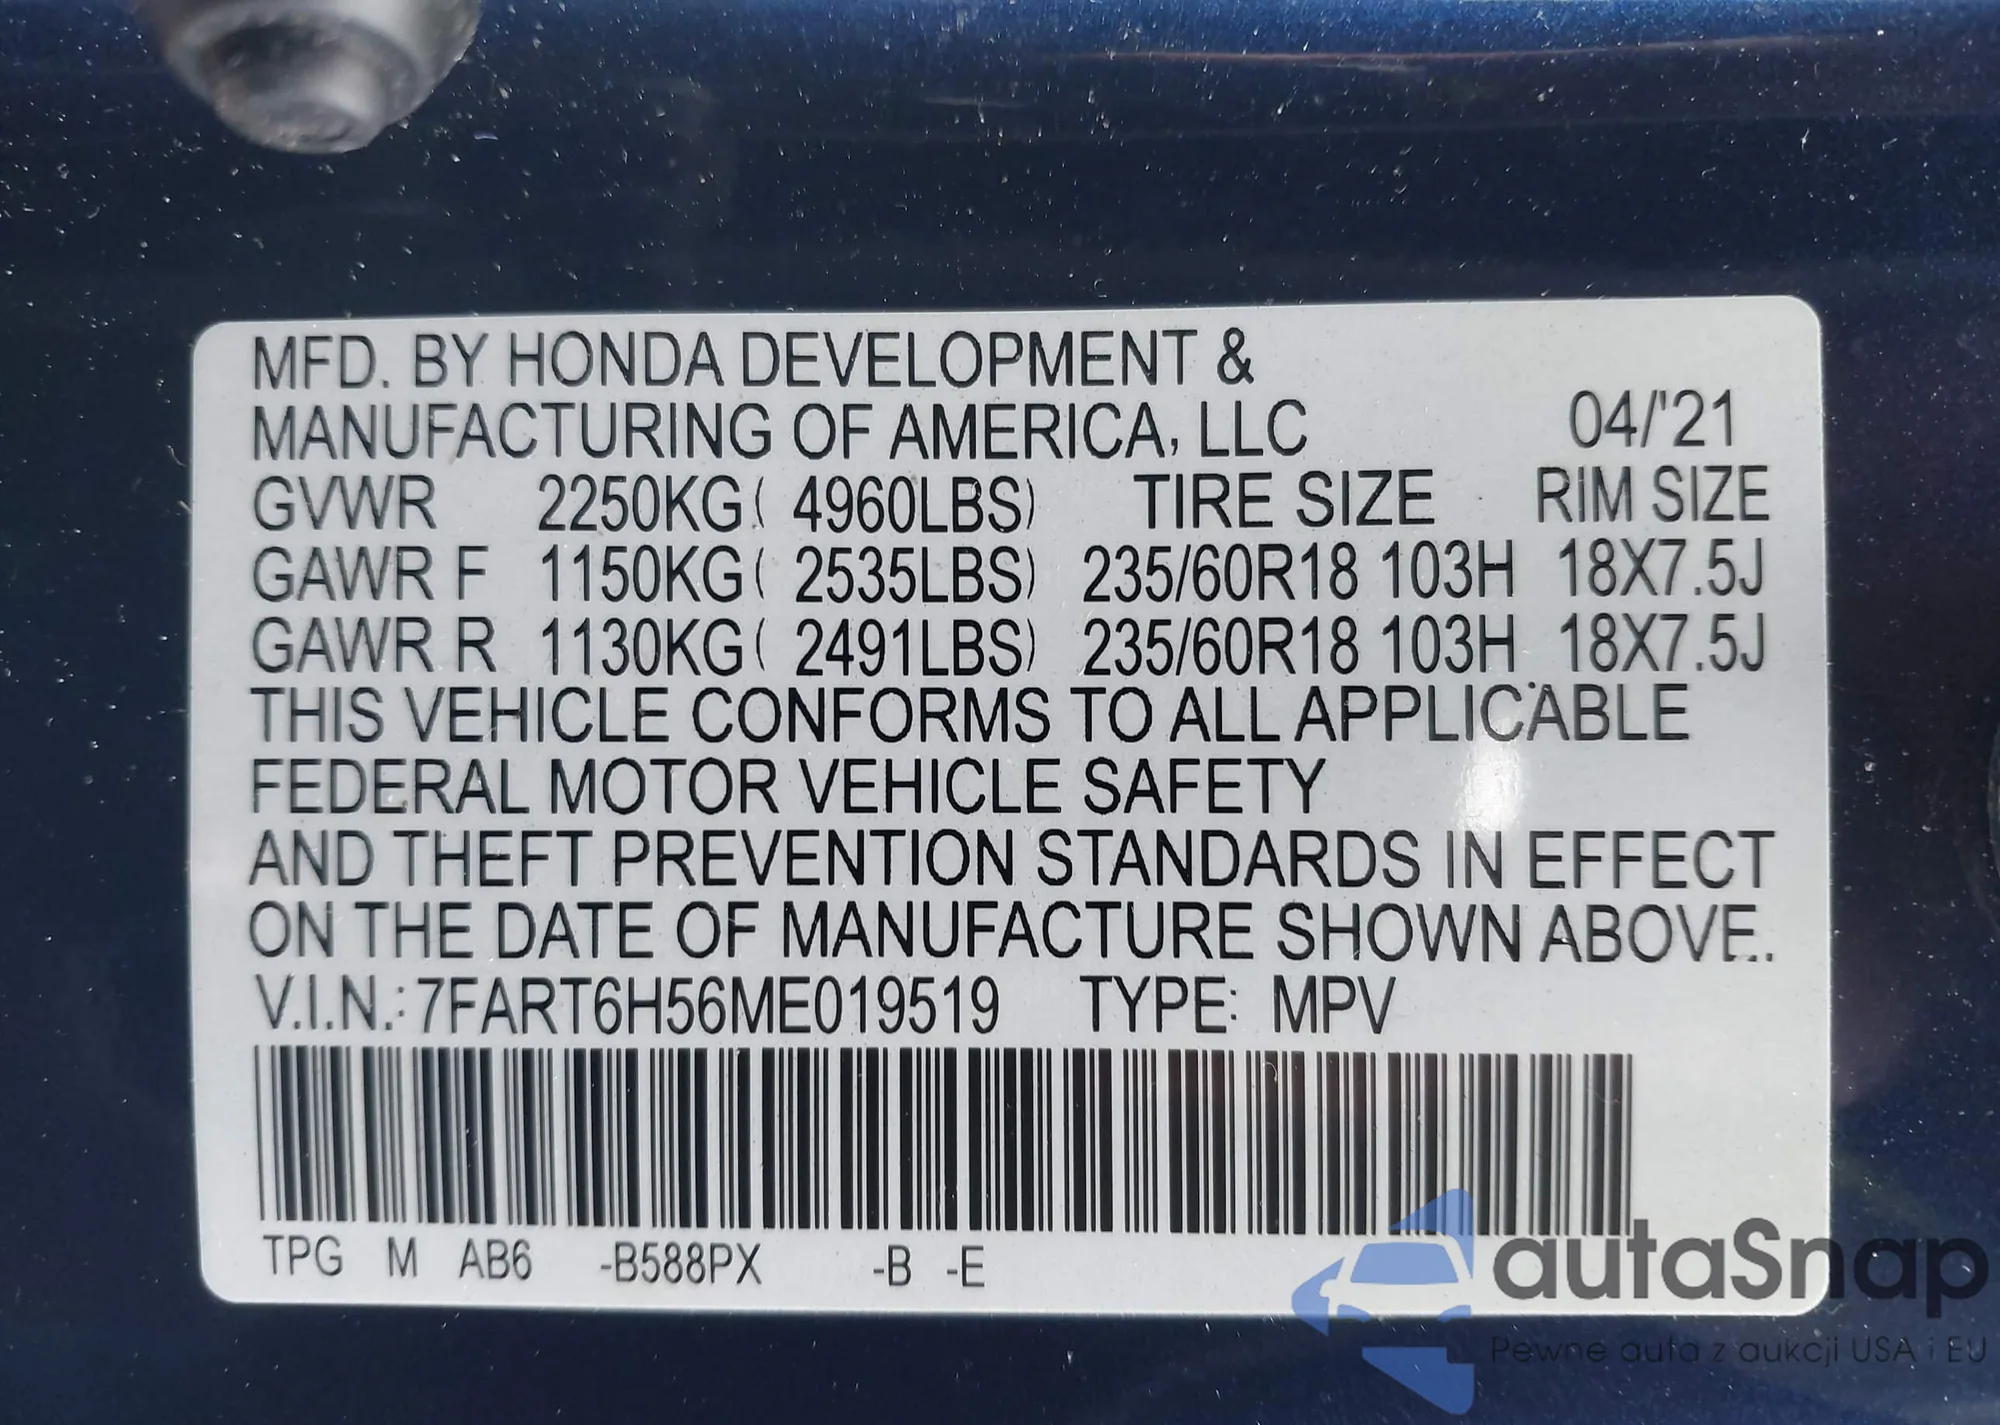 MFD. BY HONDA DEVELOPMENT &
MANUFACTURING OF AMERICA, LLC 04/'21
GVWR 2250KG( 4960LBS) TIRE SIZE RIM SIZE
GAWR F 1150KG( 2535LBS) 235/60R18 103H 18X7.5J
GAWR R 1130KG( 2491LBS) 235/60R18 103H 18X7.5J
THIS VEHICLE CONFORMS TO ALL APPLICABLE
FEDERAL MOTOR VEHICLE SAFETY
AND THEFT PREVENTION STANDARDS IN EFFECT
ON THE DATE OF MANUFACTURE SHOWN ABOVE.
V.I.N.: 7FART6H56ME019519 TYPE: MPV
TPG M AB6 -B588PX -B -E
autaSnap
Pewne auta z aukcji USA i EU